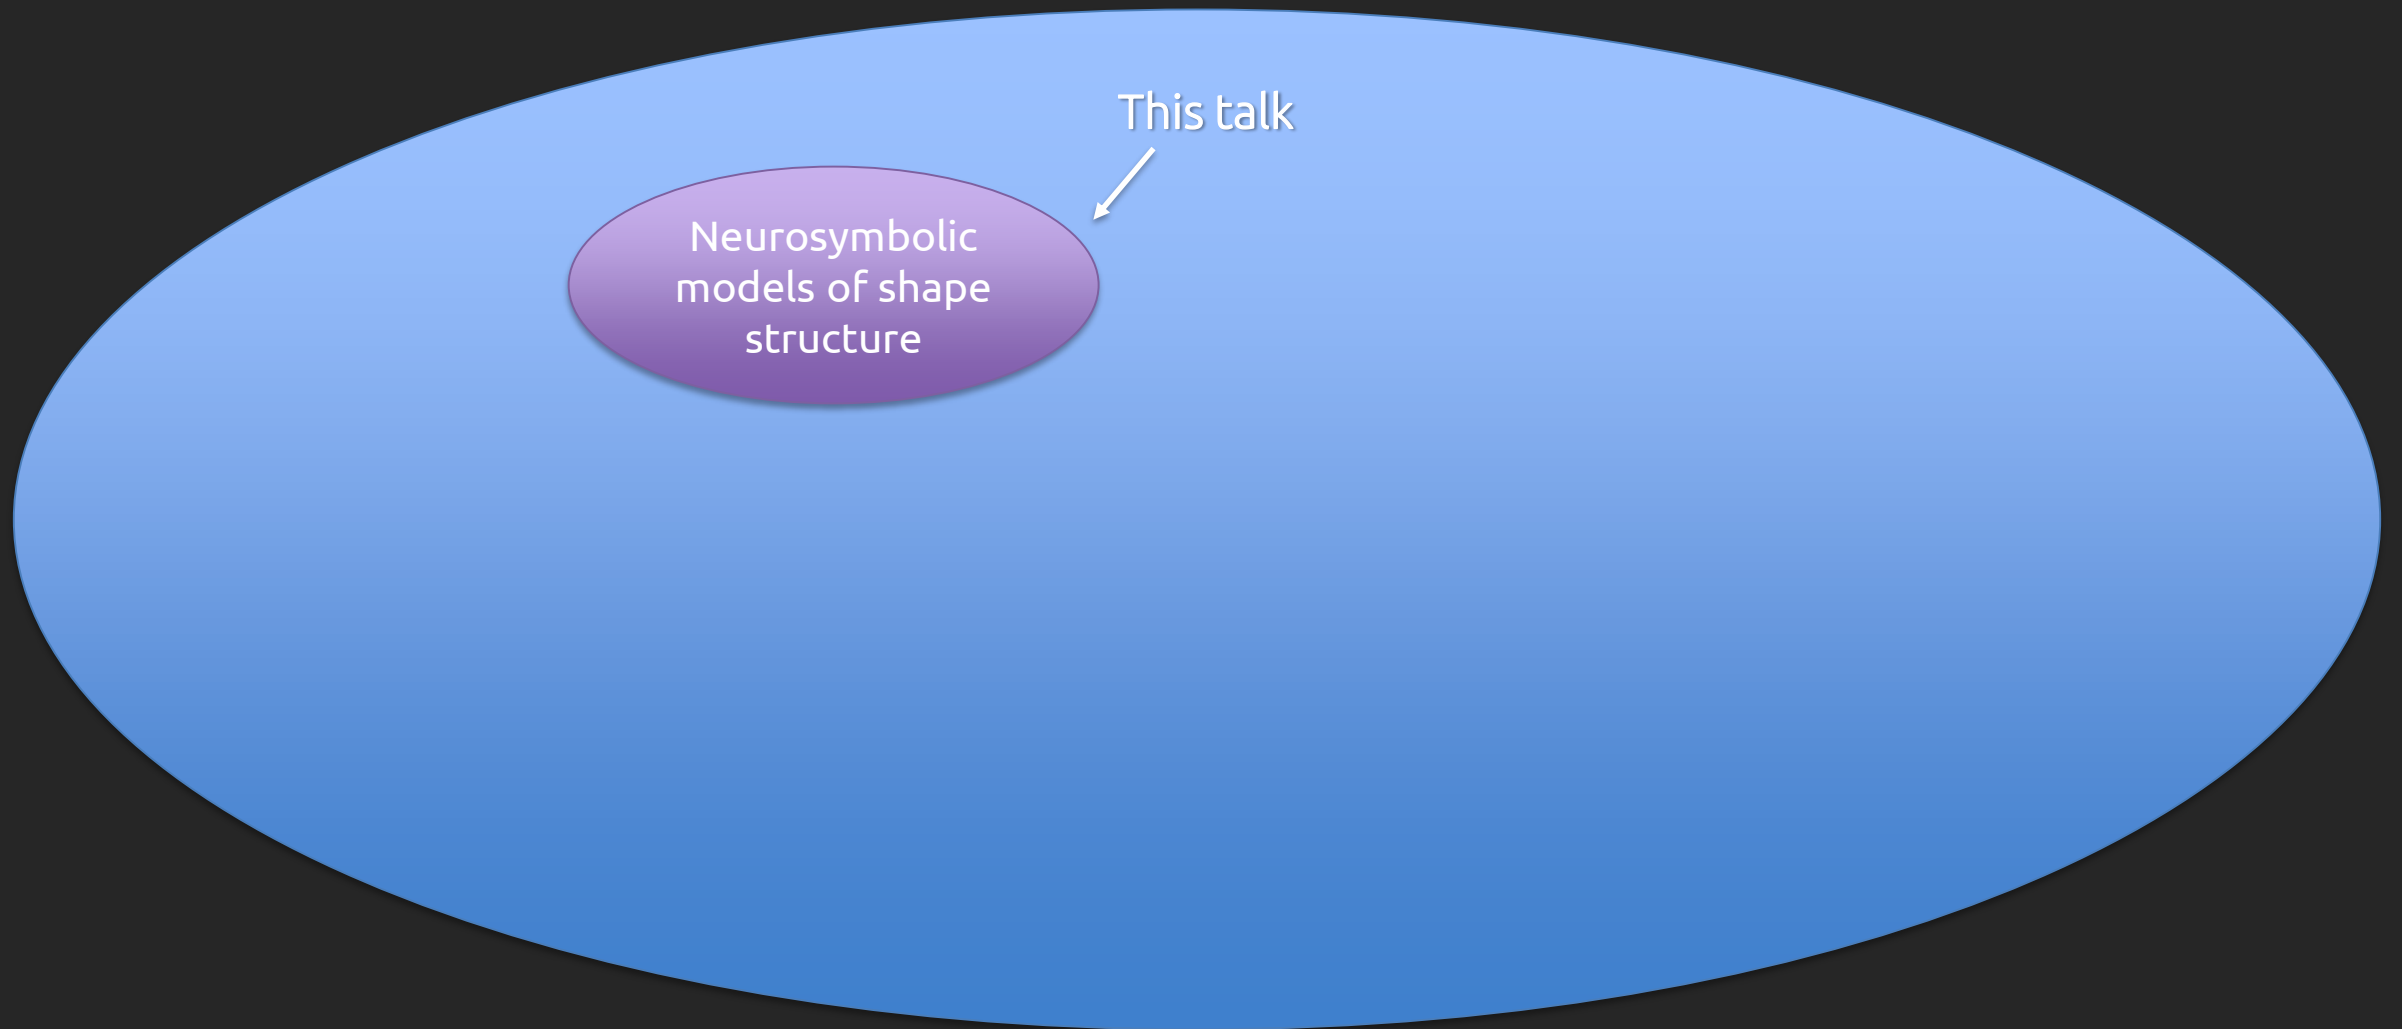 This talk
Neurosymbolic
models of shape
structure